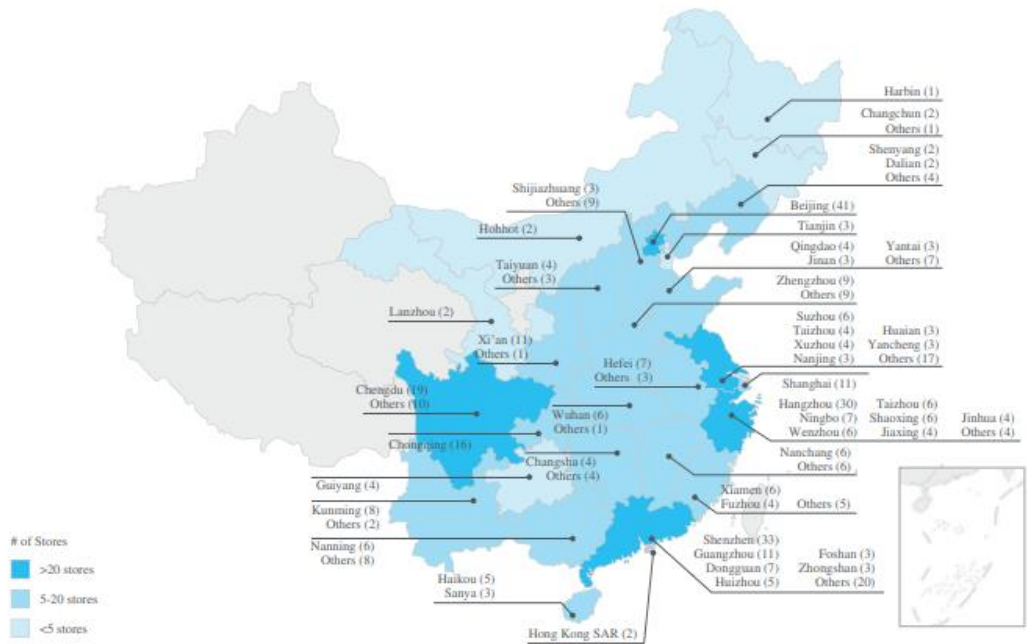 Harbin (1)
Changchun (2)
Others (1)
Shenyang (2)
Dalian (2)
Others (4)
Shijiazhuang (3)
Others (9)
Beijing (41)
Tianjin (3)
Hohhot (2)
Qingdao (4) Yantai (3)
Jinan (3) Others (7)
Taiyuan (4)
Others (3)
Zhengzhou (9)
Others (9)
Lanzhou (2)
Suzhou (6)
Taizhou (4) Huaian (3)
Xuzhou (4) Yancheng (3)
Nanjing (3) Others (17)
Xi'an (11)
Others (1)
Hefei (7)
Others (3)
Shanghai (11)
Chengdu (19)
Others (10)
Hangzhou (30) Taizhou (6)
Ningbo (7) Shaoxing (6) Jinhua (4)
Wenzhou (6) Jiaxing (4) Others (4)
Wuhan (6)
Others (1)
Chongqing (16)
Changsha (4)
Others (4)
Nanchang (6)
Others (6)
Guiyang (4)
Xiamen (6)
Fuzhou (4) Others (5)
Kunming (8)
Others (2)
Nanning (6)
Others (8)
Shenzhen (33)
Guangzhou (11) Foshan (3)
Dongguan (7) Zhongshan (3)
Huizhou (5) Others (20)
Haikou (5)
Sanya (3)
Hong Kong SAR (2)
# of Stores
>20 stores
5-20 stores
<5 stores